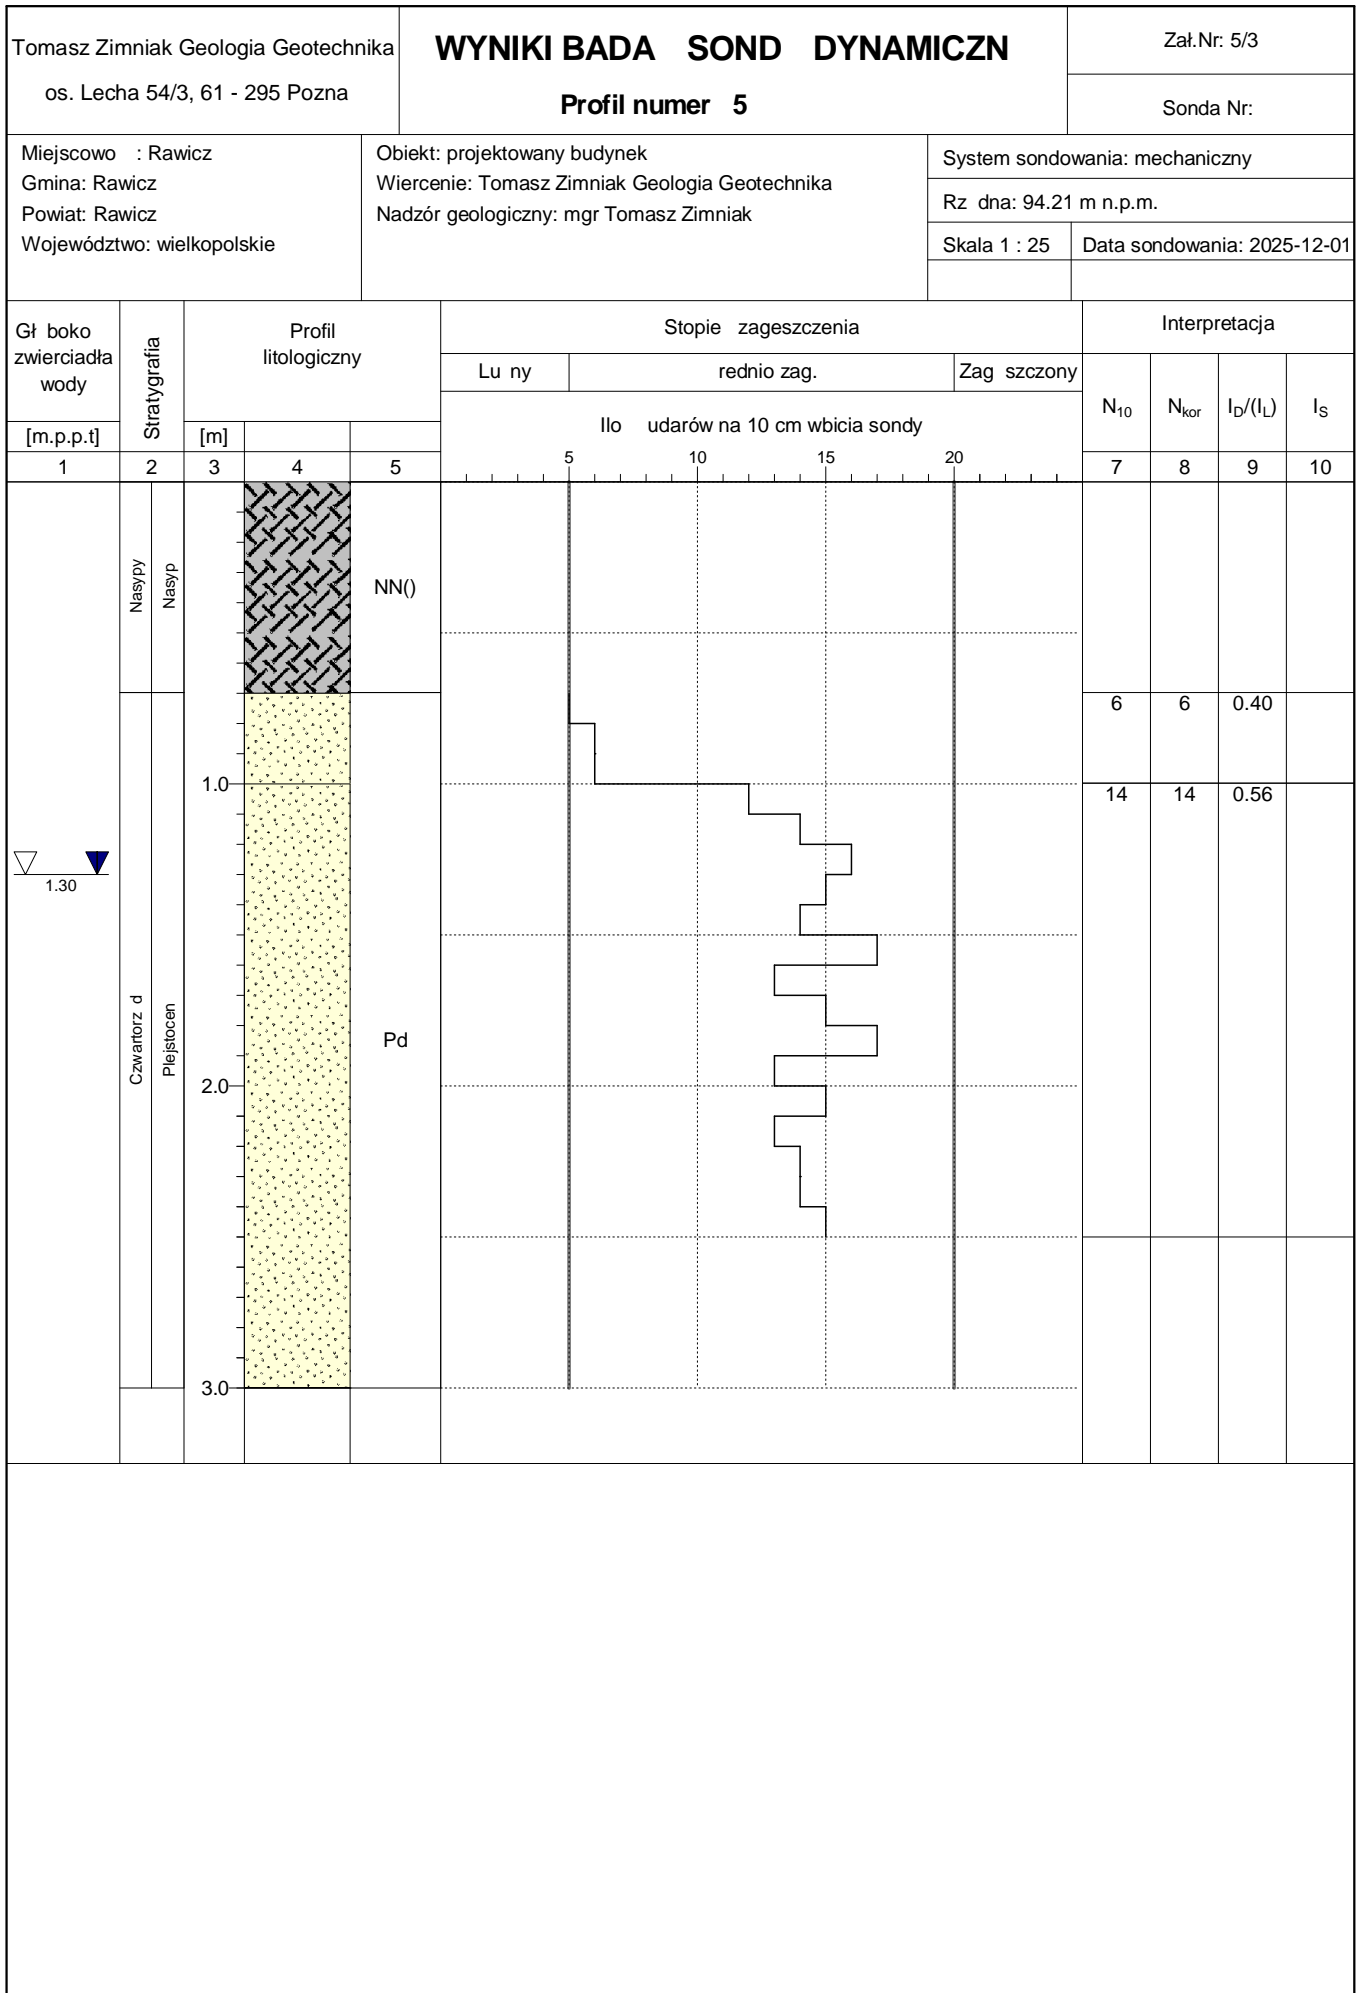 Tomasz Zimniak Geologia Geotechnika
os. Lecha 54/3, 61 - 295 Pozna
WYNIKI BADA SOND DYNAMICZN
Profil numer 5
Zał.Nr: 5/3
Sonda Nr:
Miejscowo : Rawicz
Gmina: Rawicz
Powiat: Rawicz
Województwo: wielkopolskie
Obiekt: projektowany budynek
Wiercenie: Tomasz Zimniak Geologia Geotechnika
Nadzór geologiczny: mgr Tomasz Zimniak
System sondowania: mechaniczny
Rz dna: 94.21 m n.p.m.
Skala 1 : 25
Data sondowania: 2025-12-01
Gł boko
zwierciadła
wody
[m.p.p.t]
Stratygrafia
Profil
litologiczny
[m]
Stopie zageszczenia
Lu ny
rednio zag.
Zag szczony
Ilo udarów na 10 cm wbicia sondy
5 10 15 20
Interpretacja
N10 Nkor ID/(IL) IS
1 2 3 4 5 7 8 9 10
Nasypy
Nasyp
NN()
6 6 0.40
1.0
14 14 0.56
1.30
Czwartorz d
Plejstocen
Pd
2.0
3.0